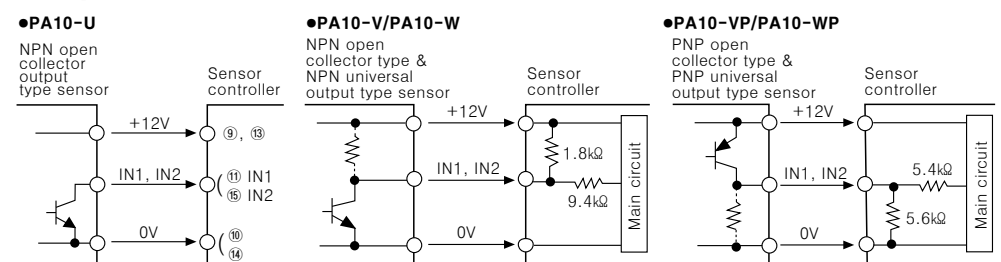 ●PA10-U
NPN open
collector
output
type sensor
Sensor
controller
+12V
⑨, ⑬
IN1, IN2
⑪ IN1
⑮ IN2
0V
⑩
⑭
●PA10-V/PA10-W
NPN open
collector type &
NPN universal
output type sensor
Sensor
controller
+12V
1.8kΩ
IN1, IN2
9.4kΩ
0V
Main circuit
●PA10-VP/PA10-WP
PNP open
collector type &
PNP universal
output type sensor
Sensor
controller
+12V
IN1, IN2
5.4kΩ
5.6kΩ
0V
Main circuit